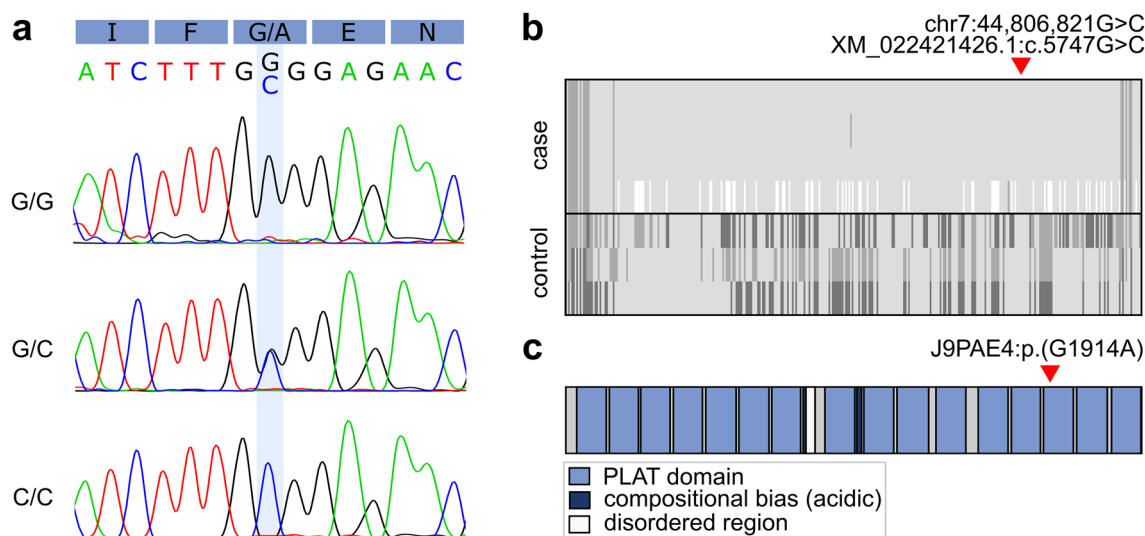 a
I F G/A E N
A T C T T T G G G G A G A A C
C
G/G
G/C
C/C
b
chr7:44,806,821G>C
XM_022421426.1:c.5747G>C
case
control
c
J9PAE4:p.(G1914A)
PLAT domain
compositional bias (acidic)
disordered region